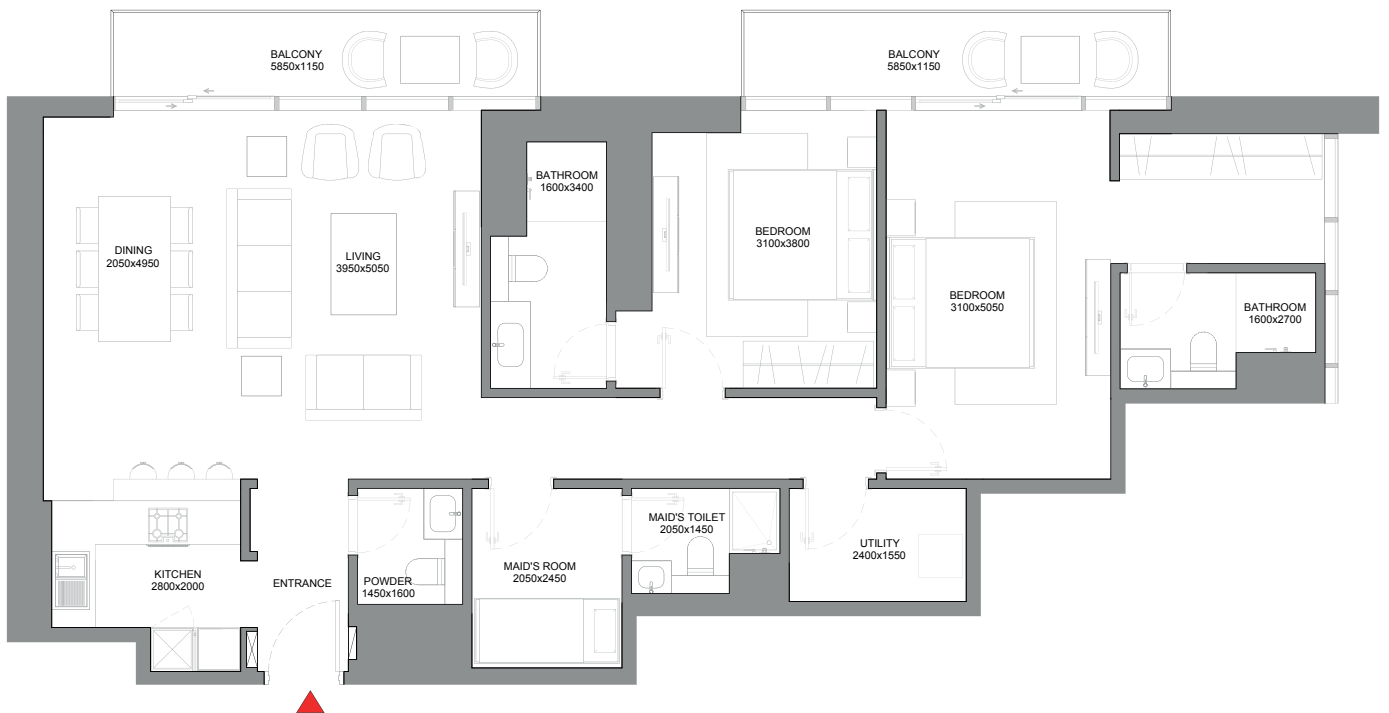 BALCONY
5850x1150
BALCONY
5850x1150
BATHROOM
1600x3400
BEDROOM
3100x3800
DINING
2050x4950
LIVING
3950x5050
BEDROOM
3100x5050
BATHROOM
1600x2700
KITCHEN
2800x2000
ENTRANCE
POWDER
1450x1600
MAID'S ROOM
2050x2450
MAID'S TOILET
2050x1450
UTILITY
2400x1550